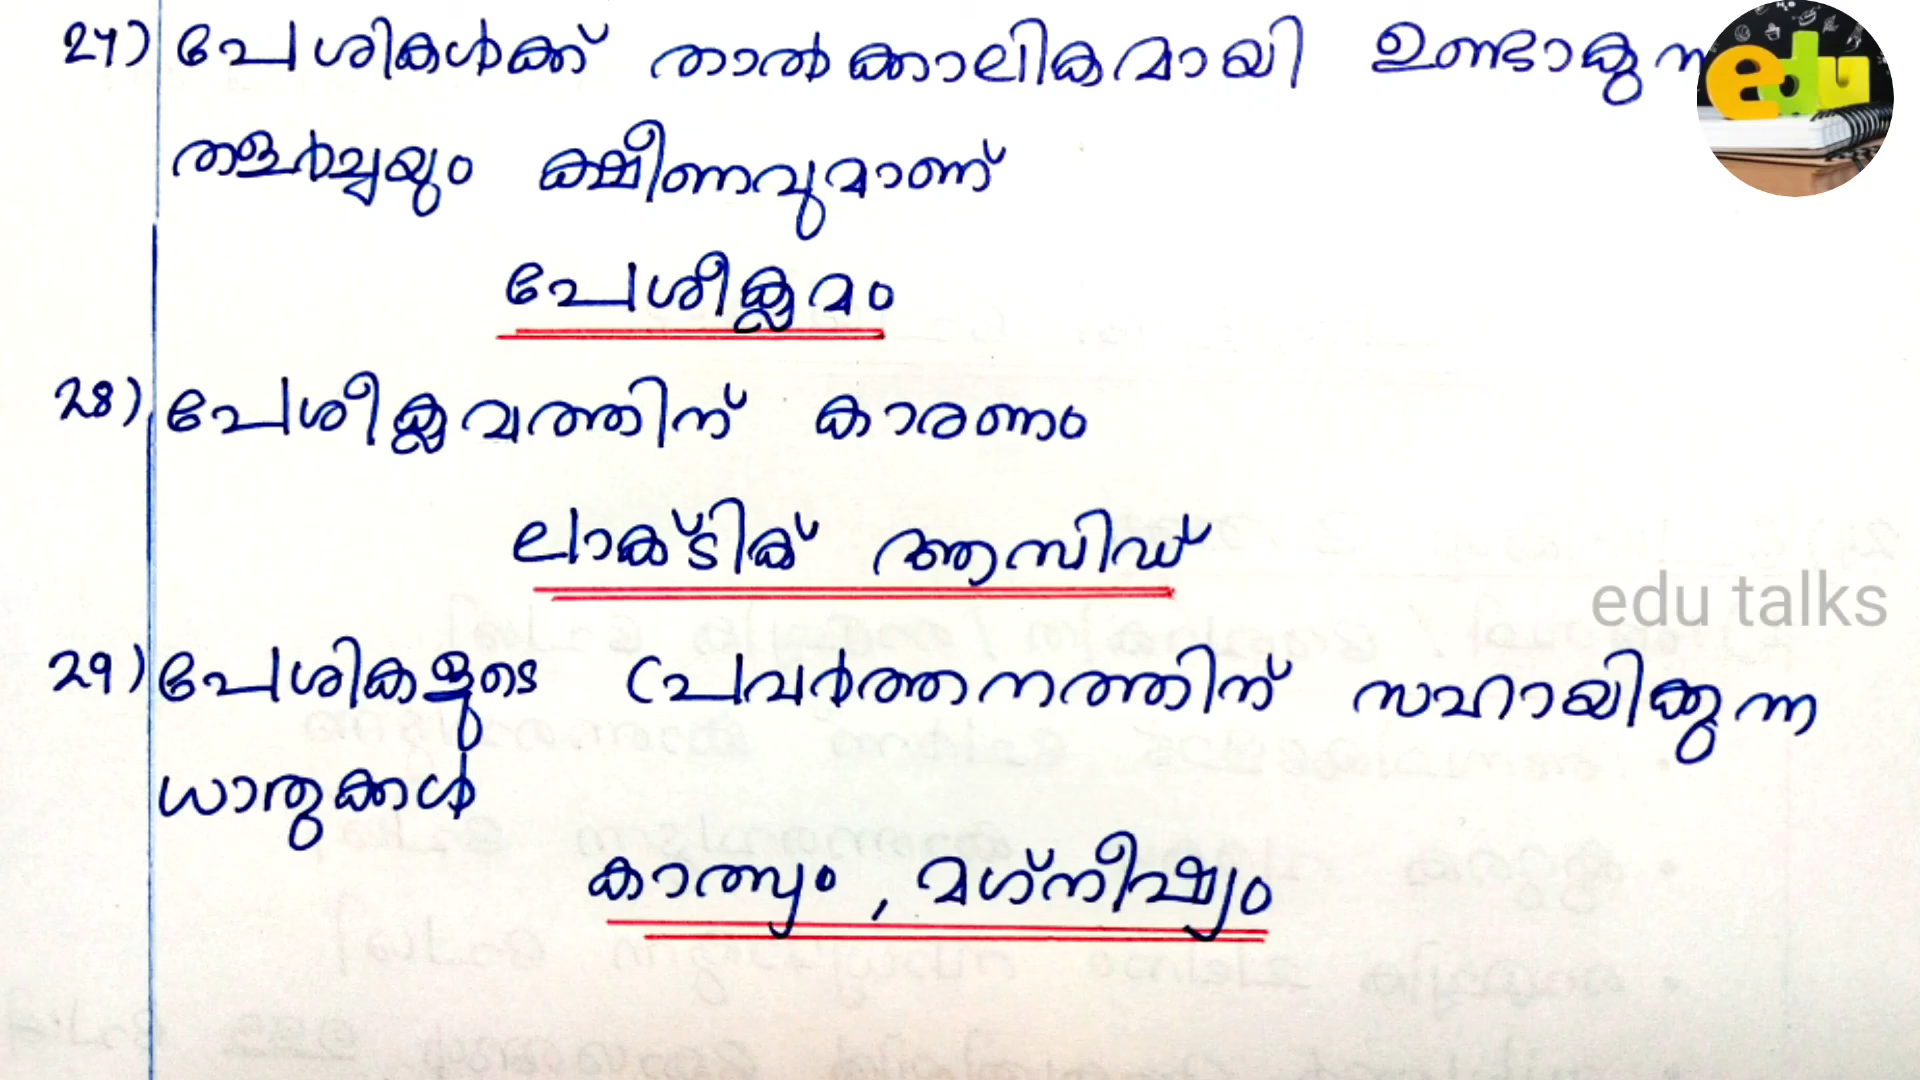 27) പേശികൾക്ക് താൽക്കാലികമായി ഉണ്ടാകുന്ന
edu
തളർച്ചയും ക്ഷീണവുമാണ്
പേശീക്ലമം
28) പേശീക്ലമത്തിന് കാരണം
ലാക്ടിക് ആസിഡ്
edu talks
29) പേശികളുടെ പ്രവർത്തനത്തിന് സഹായിക്കുന്ന
ധാതുക്കൾ
കാത്സ്യം , മഗ്നീഷ്യം